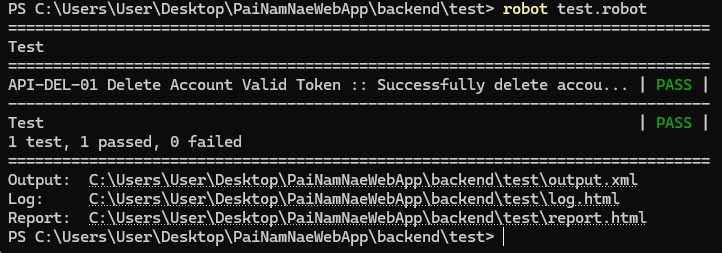 PS C:\Users\User\Desktop\PaiNamNaeWebApp\backend\test> robot test.robot
==============================================================================
Test
==============================================================================
API-DEL-01 Delete Account Valid Token :: Successfully delete accou... | PASS |
------------------------------------------------------------------------------
Test | PASS |
1 test, 1 passed, 0 failed
==============================================================================
Output: C:\Users\User\Desktop\PaiNamNaeWebApp\backend\test\output.xml
Log: C:\Users\User\Desktop\PaiNamNaeWebApp\backend\test\log.html
Report: C:\Users\User\Desktop\PaiNamNaeWebApp\backend\test\report.html
PS C:\Users\User\Desktop\PaiNamNaeWebApp\backend\test>